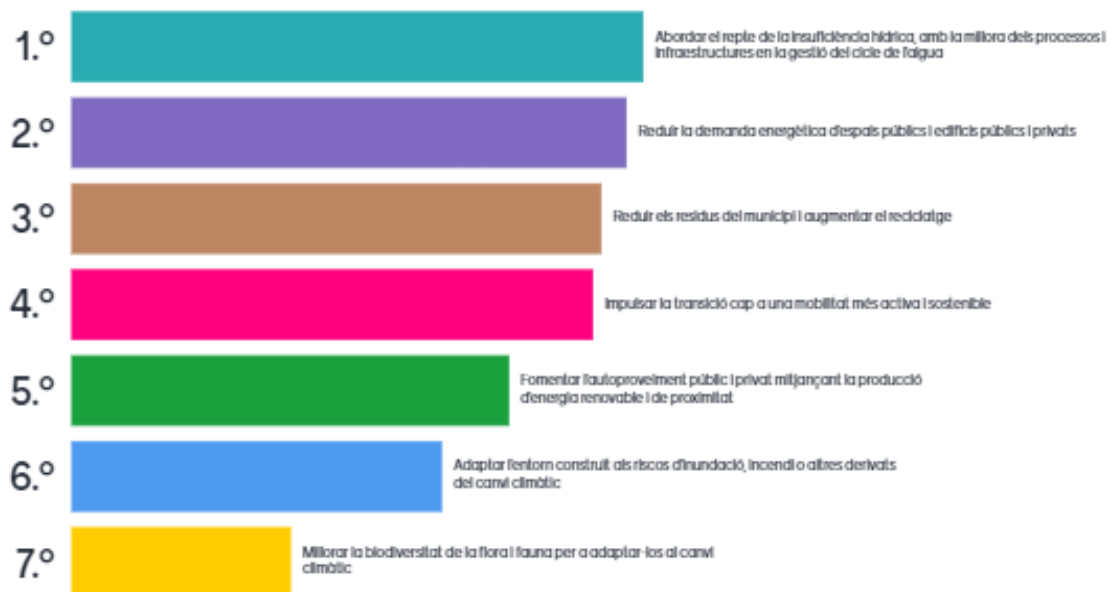 1.º
Abordar el repte de la insuficiència hídrica, amb la millora dels processos i
infraestructures en la gestió del cicle de l'aigua
2.º
Reduir la demanda energètica d'espais públics i edificis públics i privats
3.º
Reduir els residus del municipi i augmentar el reciclatge
4.º
Impulsar la transició cap a una mobilitat més activa i sostenible
5.º
Fomentar l'autoproveïment públic i privat mitjançant la producció
d'energia renovable i de proximitat
6.º
Adaptar l'entorn construït als riscos d'inundació, incendi o altres derivats
del canvi climàtic
7.º
Millorar la biodiversitat de la flora i fauna per a adaptar-los al canvi
climàtic